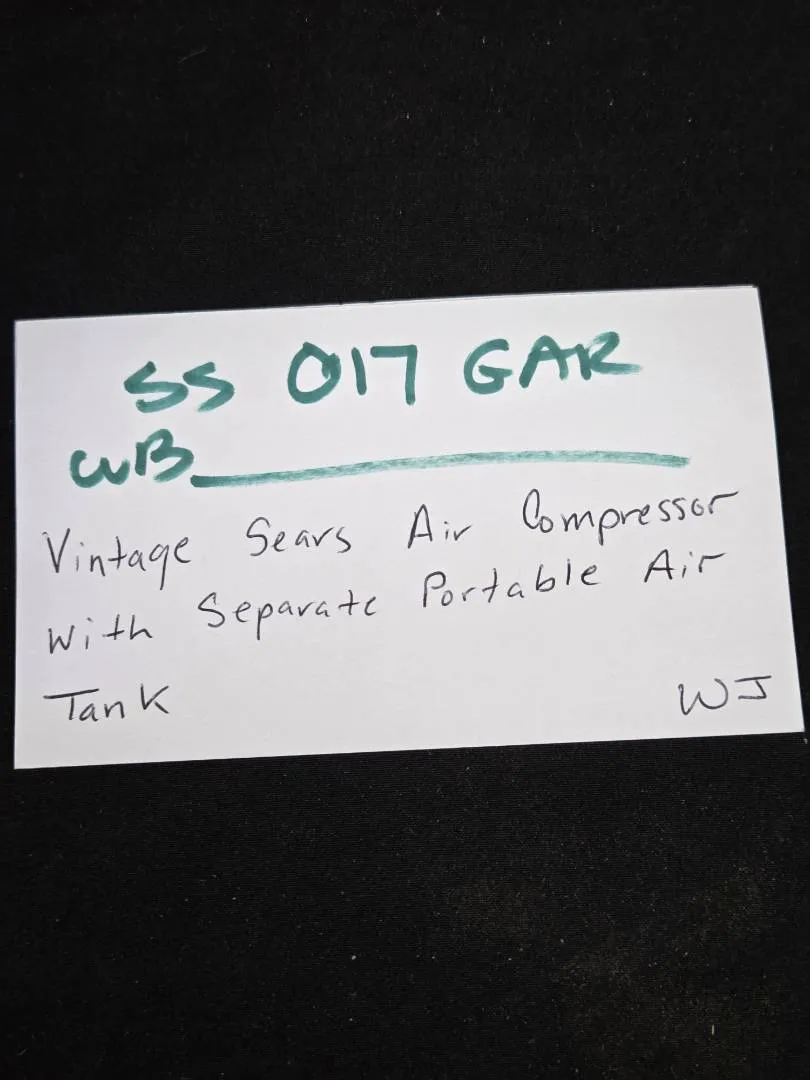 SS 017 GAR
WB
Vintage Sears Air Compressor
with Separate Portable Air
Tank WJ